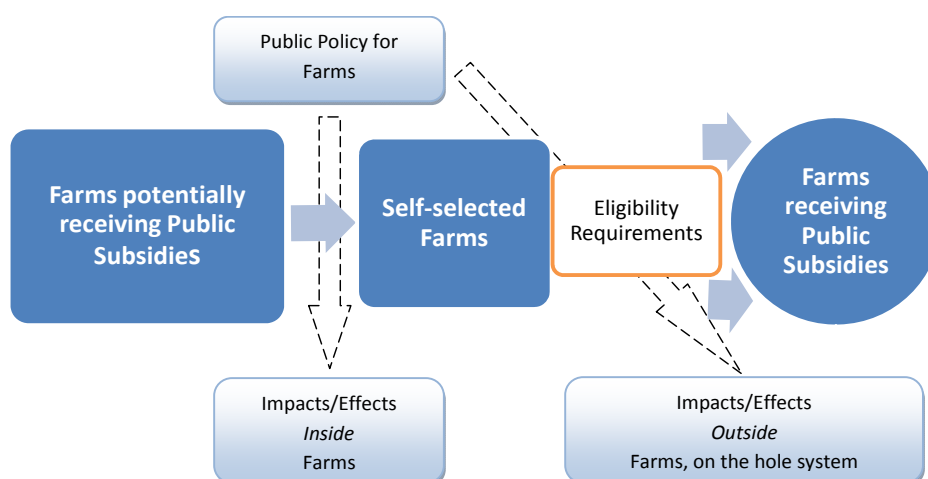 Public Policy for
Farms
Farms potentially
receiving Public
Subsidies
Self-selected
Farms
Eligibility
Requirements
Farms
receiving
Public
Subsidies
Impacts/Effects
Inside
Farms
Impacts/Effects
Outside
Farms, on the hole system